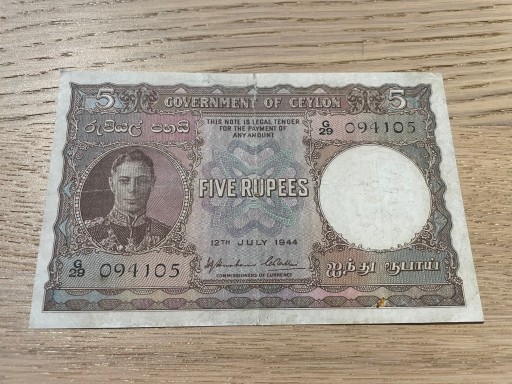 5 GOVERNMENT OF CEYLON 5
රුපියල් පහයි
THIS NOTE IS LEGAL TENDER
FOR THE PAYMENT OF
ANY AMOUNT
G/29 094105
FIVE RUPEES
12TH JULY 1944
G/29 094105
COMMISSIONERS OF CURRENCY
ஐந்து ரூபாய்